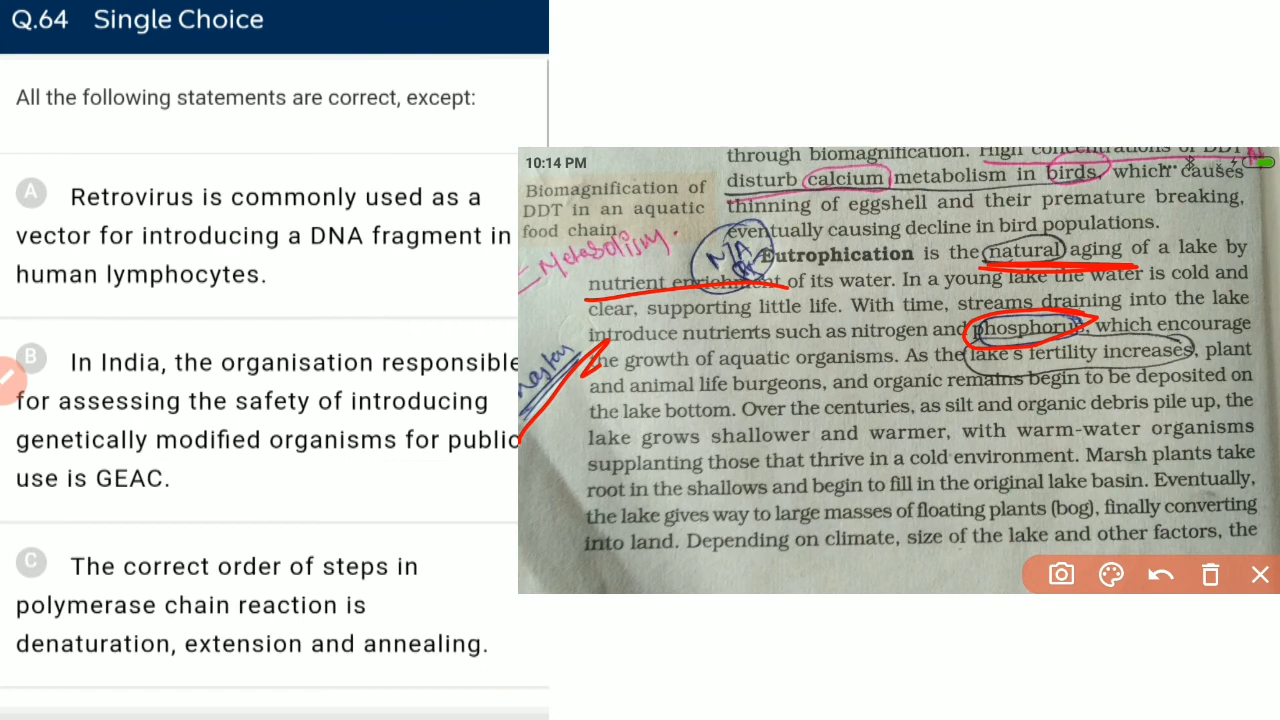 Q.64 Single Choice
All the following statements are correct, except:
A Retrovirus is commonly used as a
vector for introducing a DNA fragment in
human lymphocytes.
B In India, the organisation responsible
for assessing the safety of introducing
genetically modified organisms for public
use is GEAC.
C The correct order of steps in
polymerase chain reaction is
denaturation, extension and annealing.
10:14 PM
Biomagnification of
DDT in an aquatic
food chain
Metabolism.
through biomagnification. High concentrations of DDT
disturb calcium metabolism in birds, which causes
thinning of eggshell and their premature breaking,
eventually causing decline in bird populations.
Eutrophication is the natural aging of a lake by
nutrient enrichment of its water. In a young lake the water is cold and
clear, supporting little life. With time, streams draining into the lake
introduce nutrients such as nitrogen and phosphorus, which encourage
the growth of aquatic organisms. As the lake's fertility increases, plant
and animal life burgeons, and organic remains begin to be deposited on
the lake bottom. Over the centuries, as silt and organic debris pile up, the
lake grows shallower and warmer, with warm-water organisms
supplanting those that thrive in a cold environment. Marsh plants take
root in the shallows and begin to fill in the original lake basin. Eventually,
the lake gives way to large masses of floating plants (bog), finally converting
into land. Depending on climate, size of the lake and other factors, the